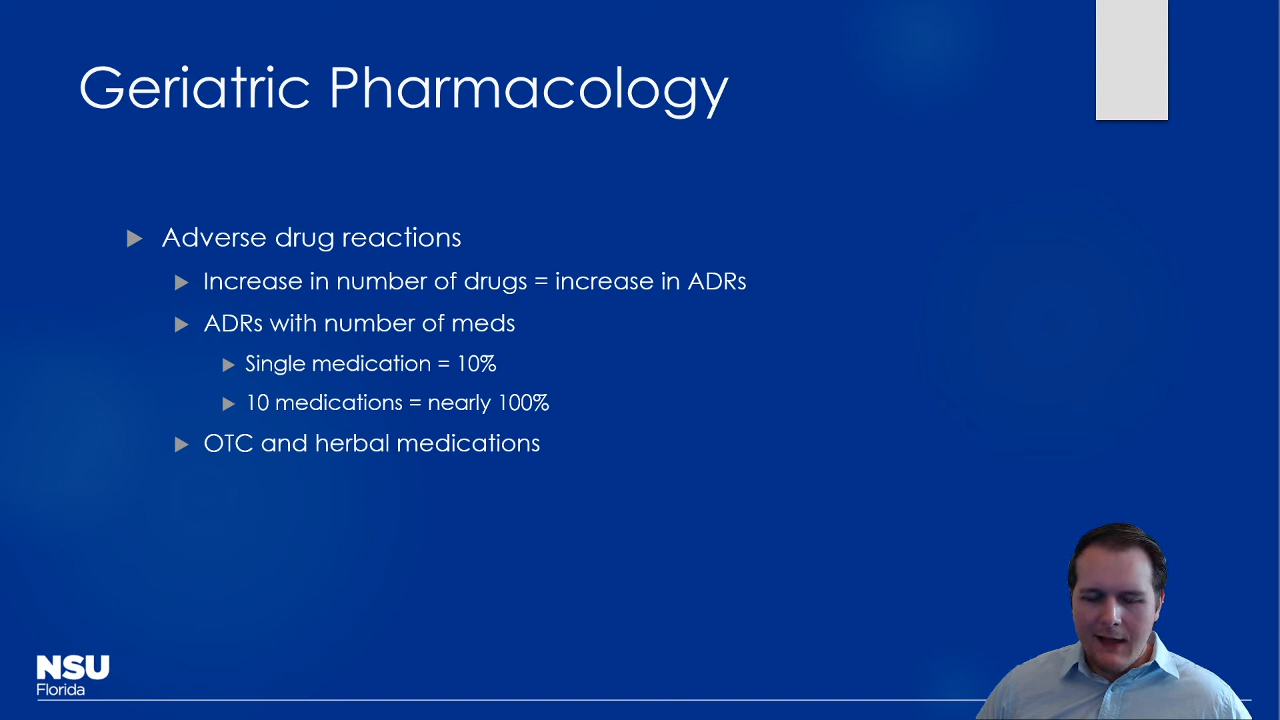 Geriatric Pharmacology
Adverse drug reactions
Increase in number of drugs = increase in ADRs
ADRs with number of meds
Single medication = 10%
10 medications = nearly 100%
OTC and herbal medications
NSU
Florida